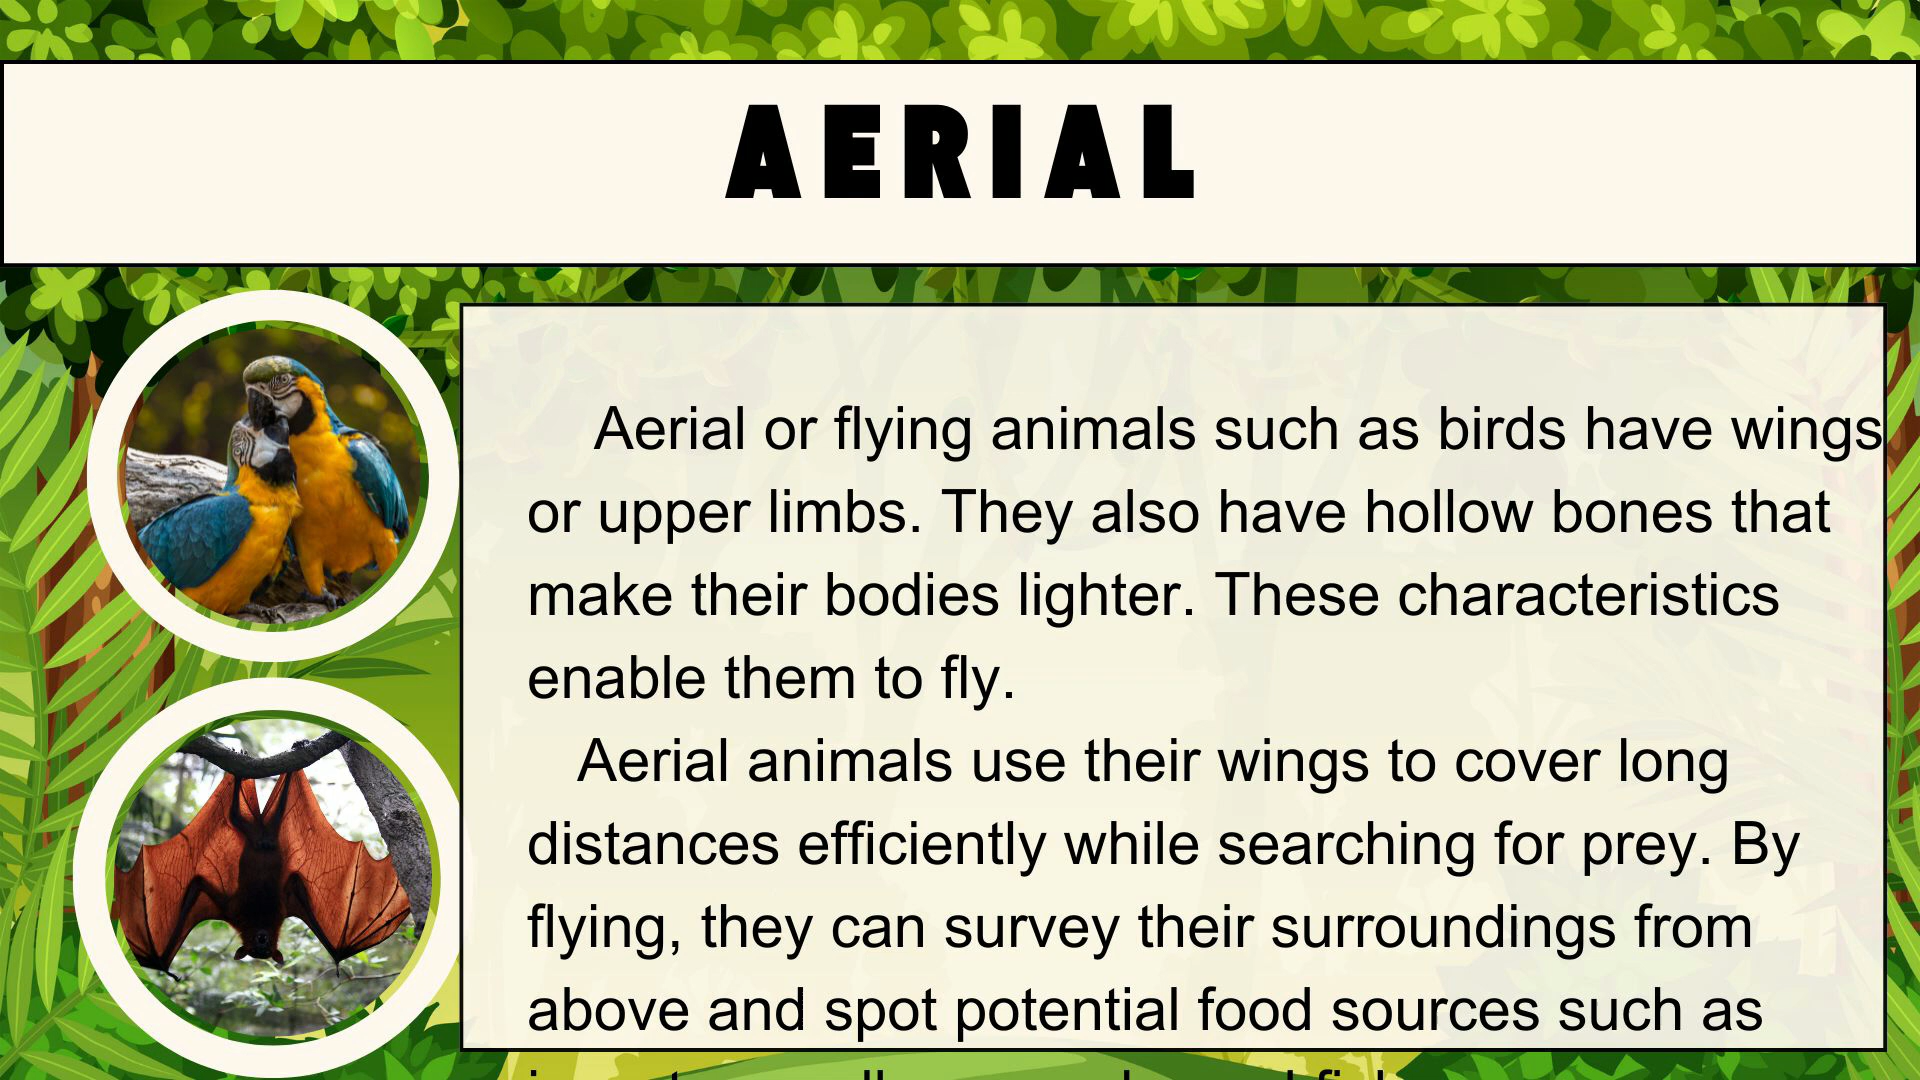 AERIAL
Aerial or flying animals such as birds have wings
or upper limbs. They also have hollow bones that
make their bodies lighter. These characteristics
enable them to fly.
Aerial animals use their wings to cover long
distances efficiently while searching for prey. By
flying, they can survey their surroundings from
above and spot potential food sources such as